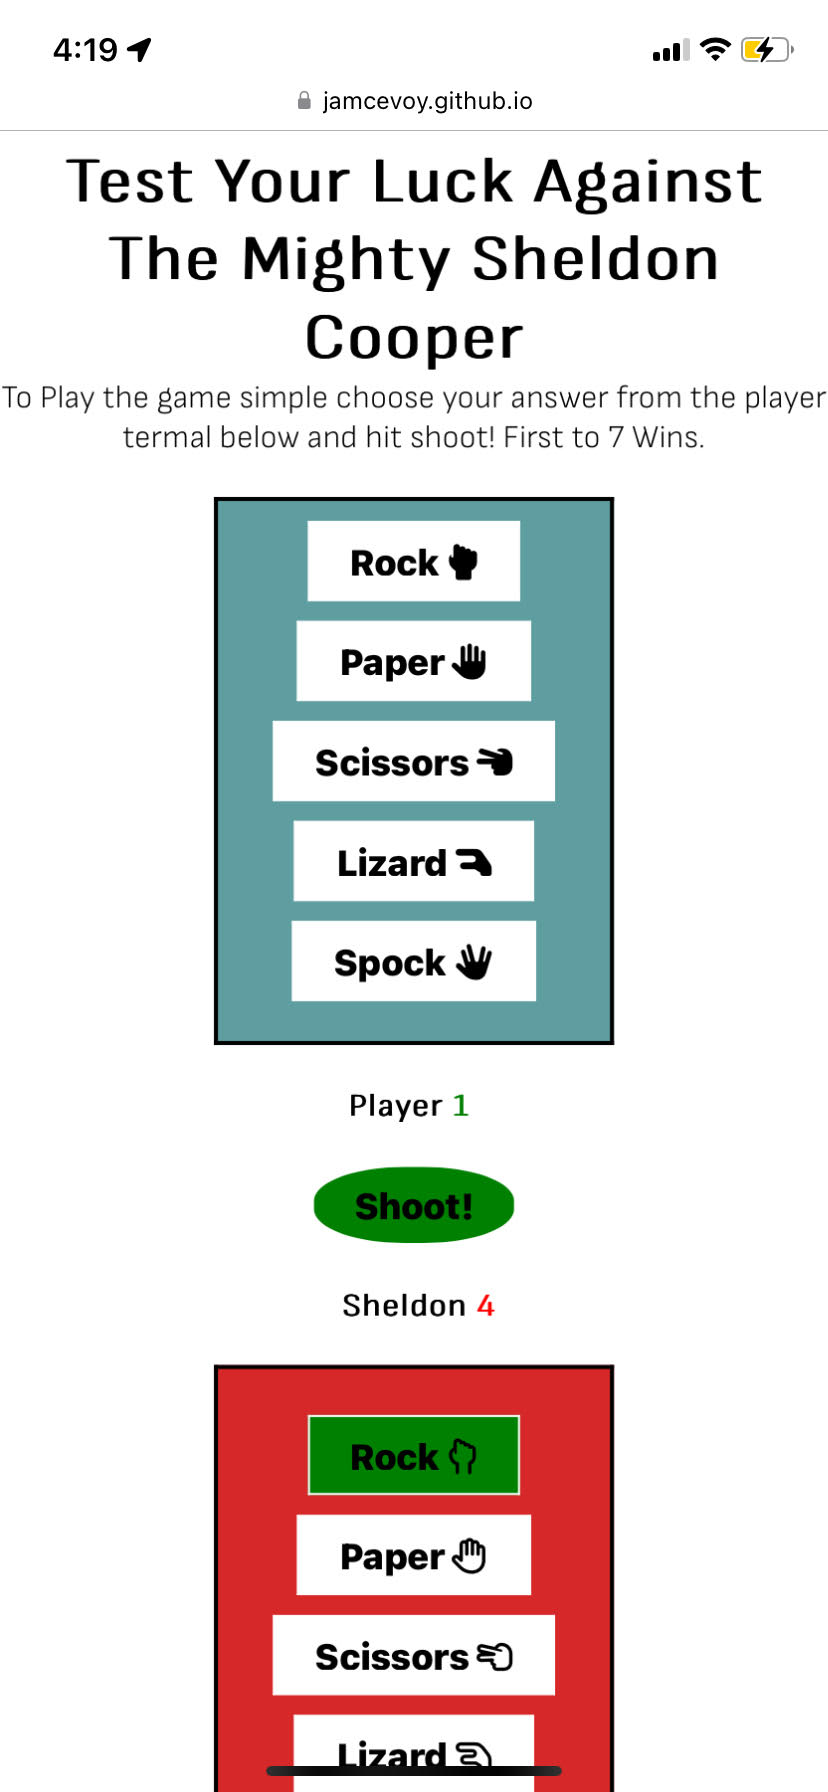 4:19
jamcevoy.github.io
Test Your Luck Against
The Mighty Sheldon
Cooper
To Play the game simple choose your answer from the player
termal below and hit shoot! First to 7 Wins.
Rock
Paper
Scissors
Lizard
Spock
Player 1
Shoot!
Sheldon 4
Rock
Paper
Scissors
Lizard